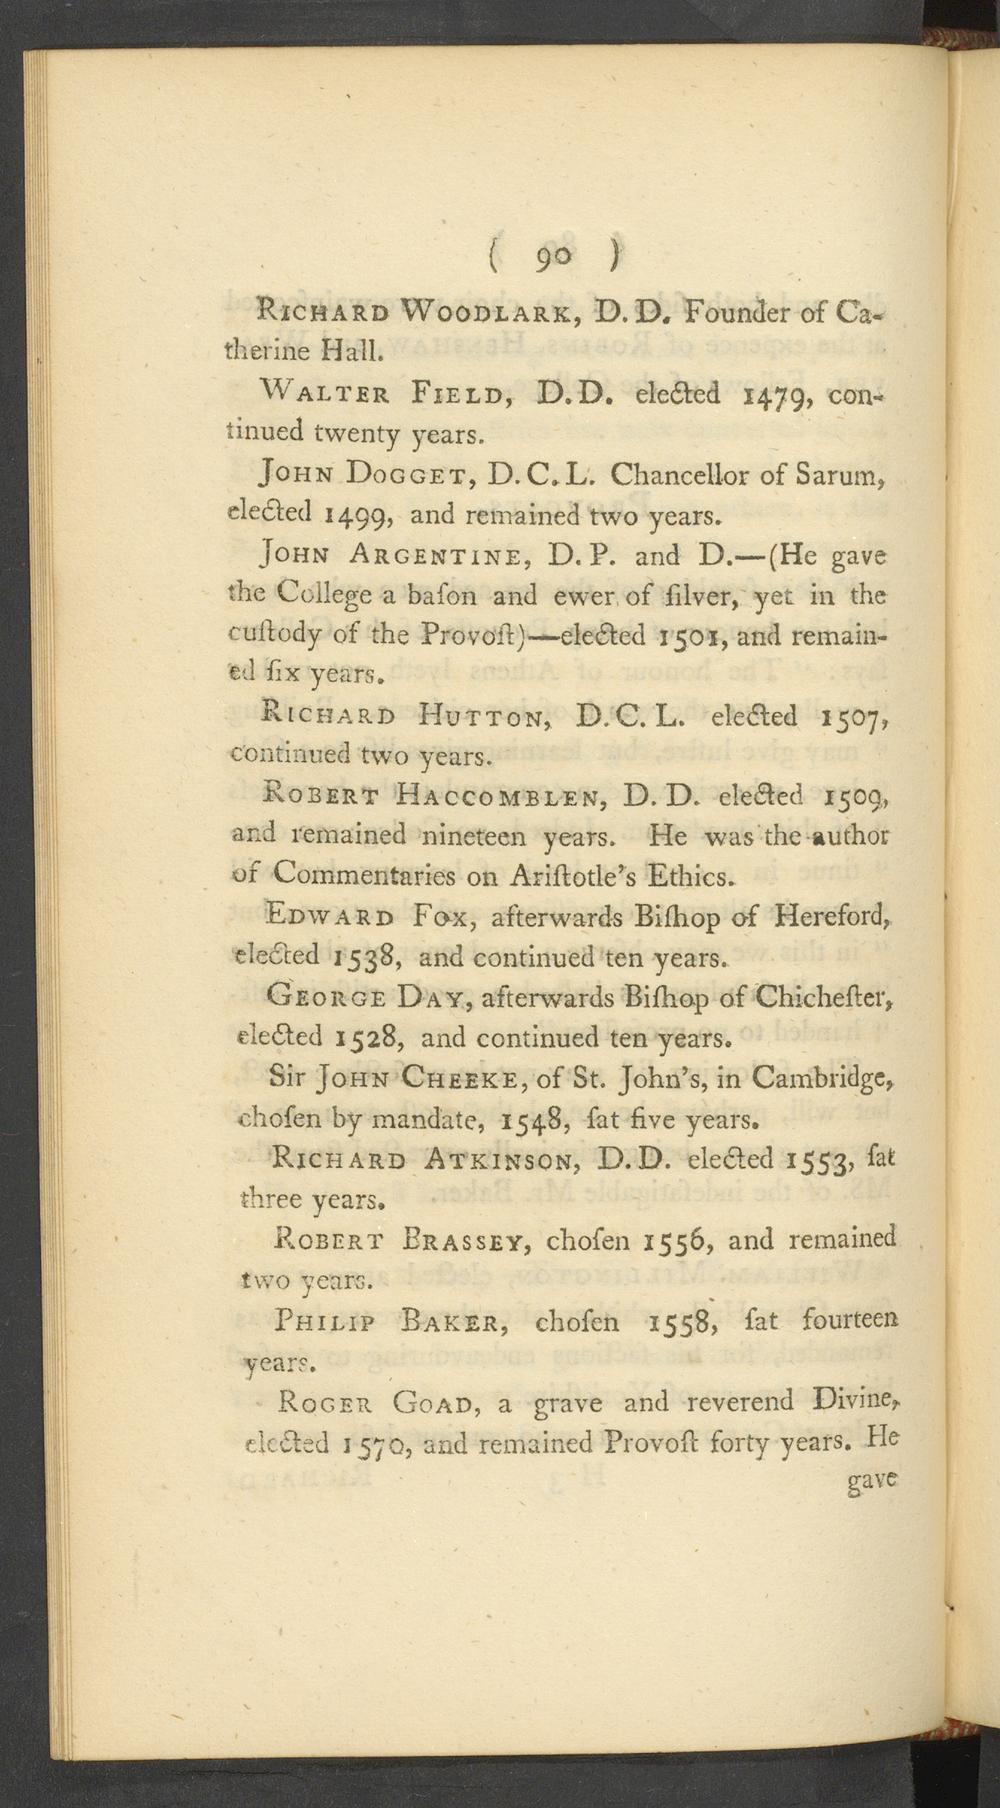 ( 90 )
RICHARD WOODLARK, D. D. Founder of Ca-
therine Hall.
WALTER FIELD, D. D. elected 1479, con-
tinued twenty years.
JOHN DOGGET, D. C. L. Chancellor of Sarum,
elected 1499, and remained two years.
JOHN ARGENTINE, D. P. and D.—(He gave
the College a baſon and ewer of ſilver, yet in the
cuſtody of the Provoſt)—elected 1501, and remain-
ed ſix years.
RICHARD HUTTON, D. C. L. elected 1507,
continued two years.
ROBERT HACCOMBLEN, D. D. elected 1509,
and remained nineteen years. He was the author
of Commentaries on Ariſtotle's Ethics.
EDWARD FOX, afterwards Biſhop of Hereford,
elected 1538, and continued ten years.
GEORGE DAY, afterwards Biſhop of Chicheſter,
elected 1528, and continued ten years.
Sir JOHN CHEEKE, of St. John's, in Cambridge,
choſen by mandate, 1548, ſat five years.
RICHARD ATKINSON, D. D. elected 1553, ſat
three years.
ROBERT BRASSEY, choſen 1556, and remained
two years.
PHILIP BAKER, choſen 1558, ſat fourteen
years.
ROGER GOAD, a grave and reverend Divine,
elected 1570, and remained Provoſt forty years. He
gave